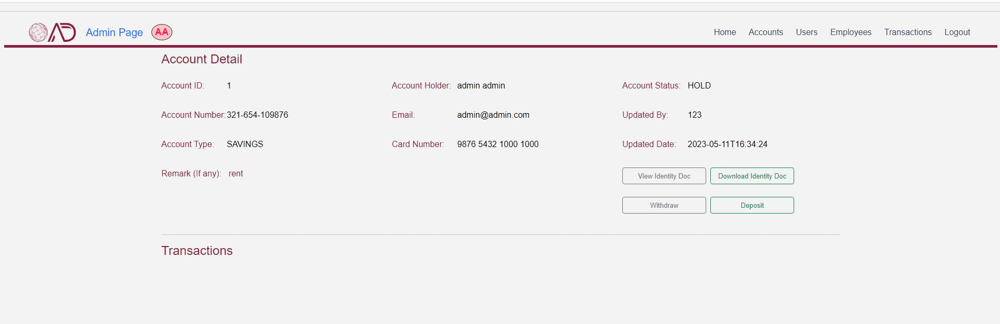 AD Admin Page AA Home Accounts Users Employees Transactions Logout
Account Detail
Account ID: 1 Account Holder: admin admin Account Status: HOLD
Account Number: 321-654-109876 Email: admin@admin.com Updated By: 123
Account Type: SAVINGS Card Number: 9876 5432 1000 1000 Updated Date: 2023-05-11T16:34:24
Remark (If any): rent View Identity Doc Download Identity Doc
Withdraw Deposit
Transactions